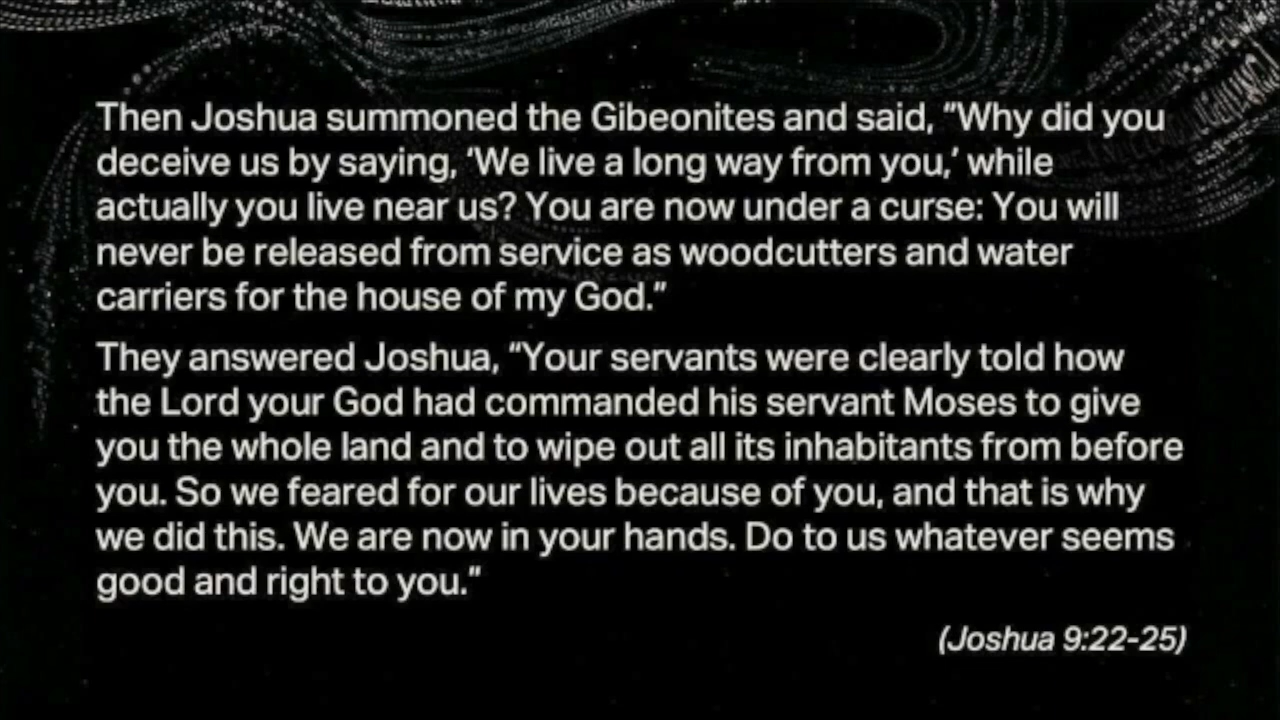 Then Joshua summoned the Gibeonites and said, “Why did you
deceive us by saying, ‘We live a long way from you,’ while
actually you live near us? You are now under a curse: You will
never be released from service as woodcutters and water
carriers for the house of my God.”
They answered Joshua, “Your servants were clearly told how
the Lord your God had commanded his servant Moses to give
you the whole land and to wipe out all its inhabitants from before
you. So we feared for our lives because of you, and that is why
we did this. We are now in your hands. Do to us whatever seems
good and right to you.”
(Joshua 9:22-25)